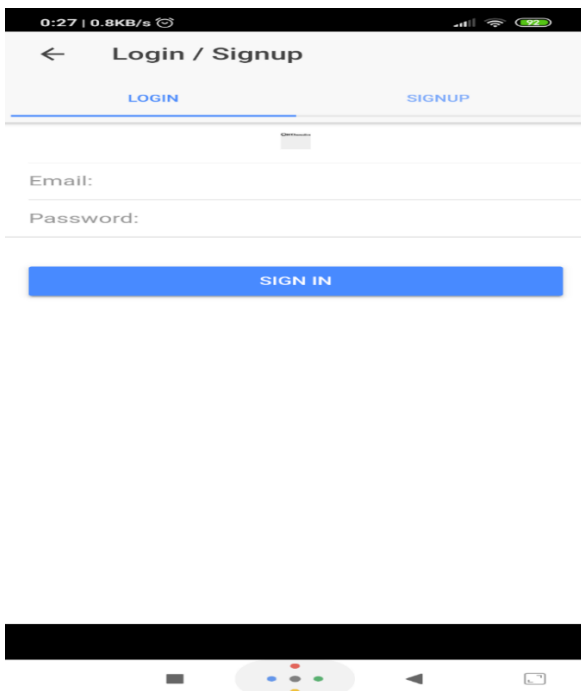 0:27 | 0.8KB/s
92
Login / Signup
LOGIN
SIGNUP
Email:
Password:
SIGN IN